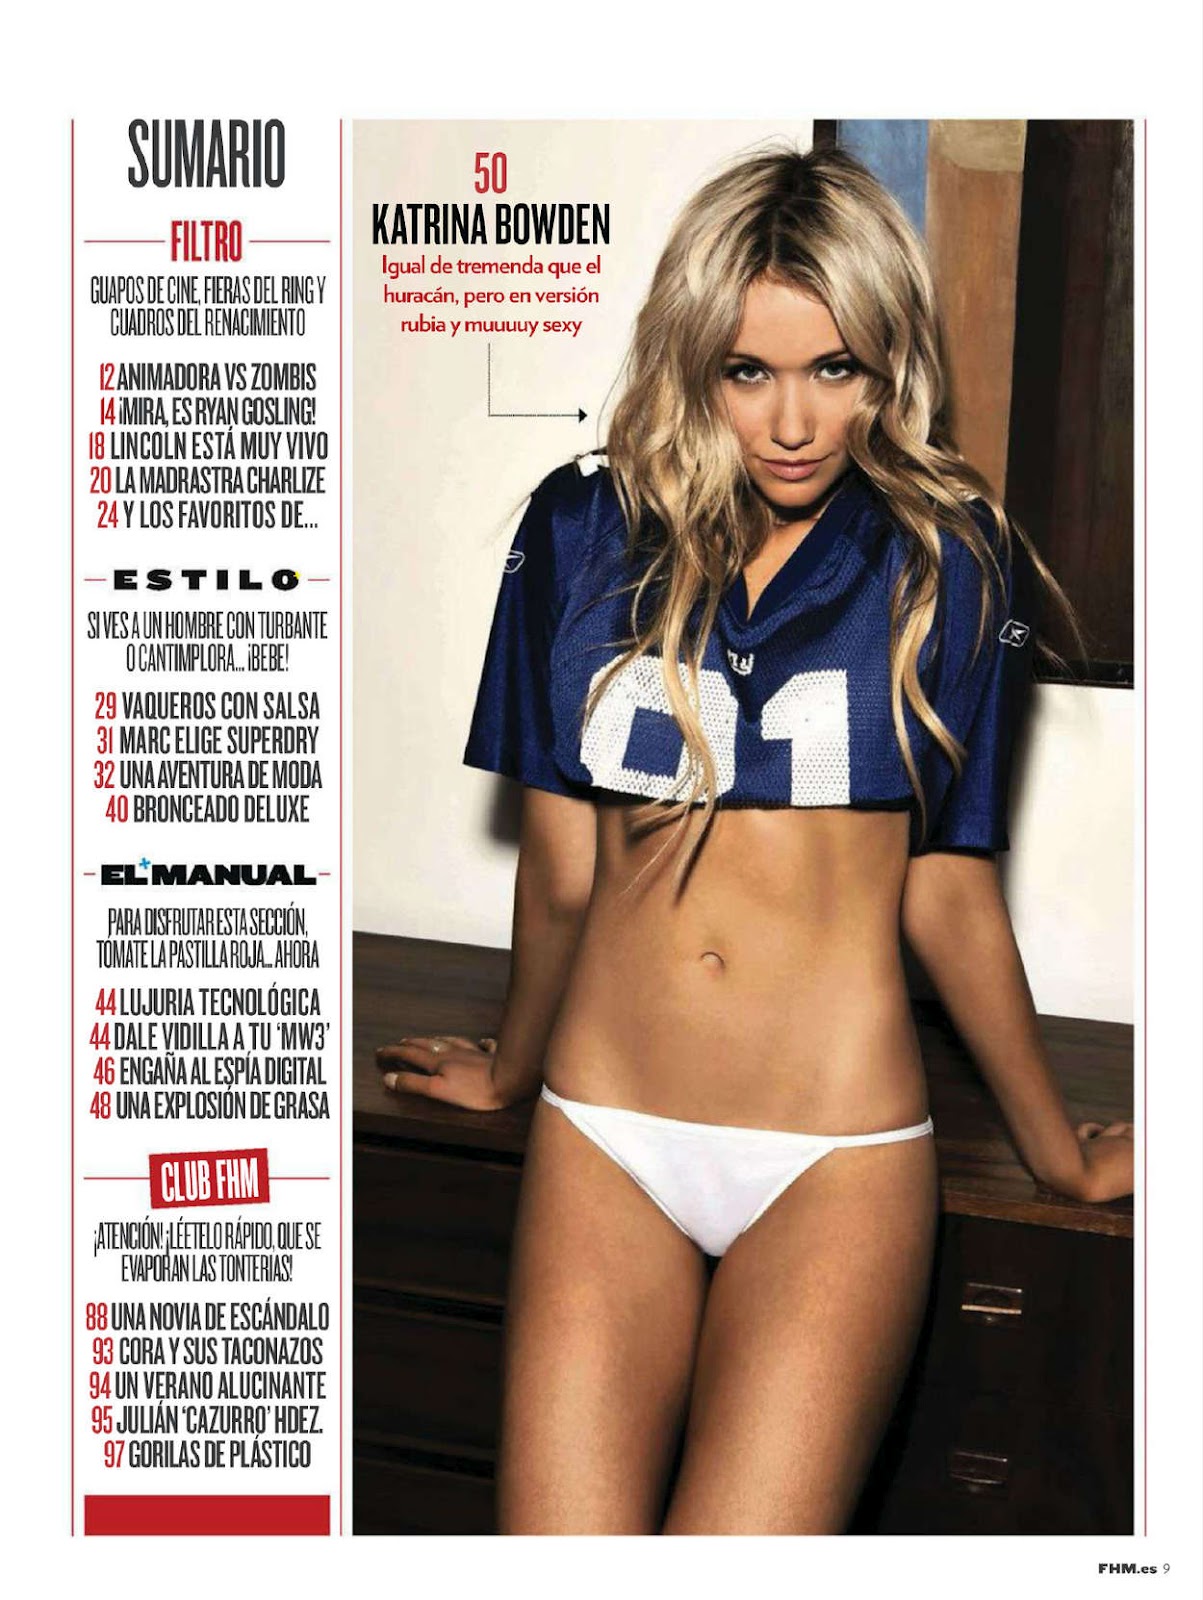 SUMARIO
FILTRO
GUAPOS DE CINE, FIERAS DEL RING Y
CUADROS DEL RENACIMIENTO
12 ANIMADORA VS ZOMBIS
14 ¡MIRA, ES RYAN GOSLING!
18 LINCOLN ESTÁ MUY VIVO
20 LA MADRASTRA CHARLIZE
24 Y LOS FAVORITOS DE...
ESTILO
SI VES A UN HOMBRE CON TURBANTE
O CANTIMPLORA... ¡BEBE!
29 VAQUEROS CON SALSA
31 MARC ELIGE SUPERDRY
32 UNA AVENTURA DE MODA
40 BRONCEADO DELUXE
EL MANUAL
PARA DISFRUTAR ESTA SECCIÓN,
TÓMATE LA PASTILLA ROJA... AHORA
44 LUJURIA TECNOLÓGICA
44 DALE VIDILLA A TU ‘MW3’
46 ENGAÑA AL ESPÍA DIGITAL
48 UNA EXPLOSIÓN DE GRASA
CLUB FHM
¡ATENCIÓN! ¡LÉETELO RÁPIDO, QUE SE
EVAPORAN LAS TONTERÍAS!
88 UNA NOVIA DE ESCÁNDALO
93 CORA Y SUS TACONAZOS
94 UN VERANO ALUCINANTE
95 JULIÁN ‘CAZURRO’ HDEZ.
97 GORILAS DE PLÁSTICO
50
KATRINA BOWDEN
Igual de tremenda que el
huracán, pero en versión
rubia y muuuuy sexy
01
FHM.es 9